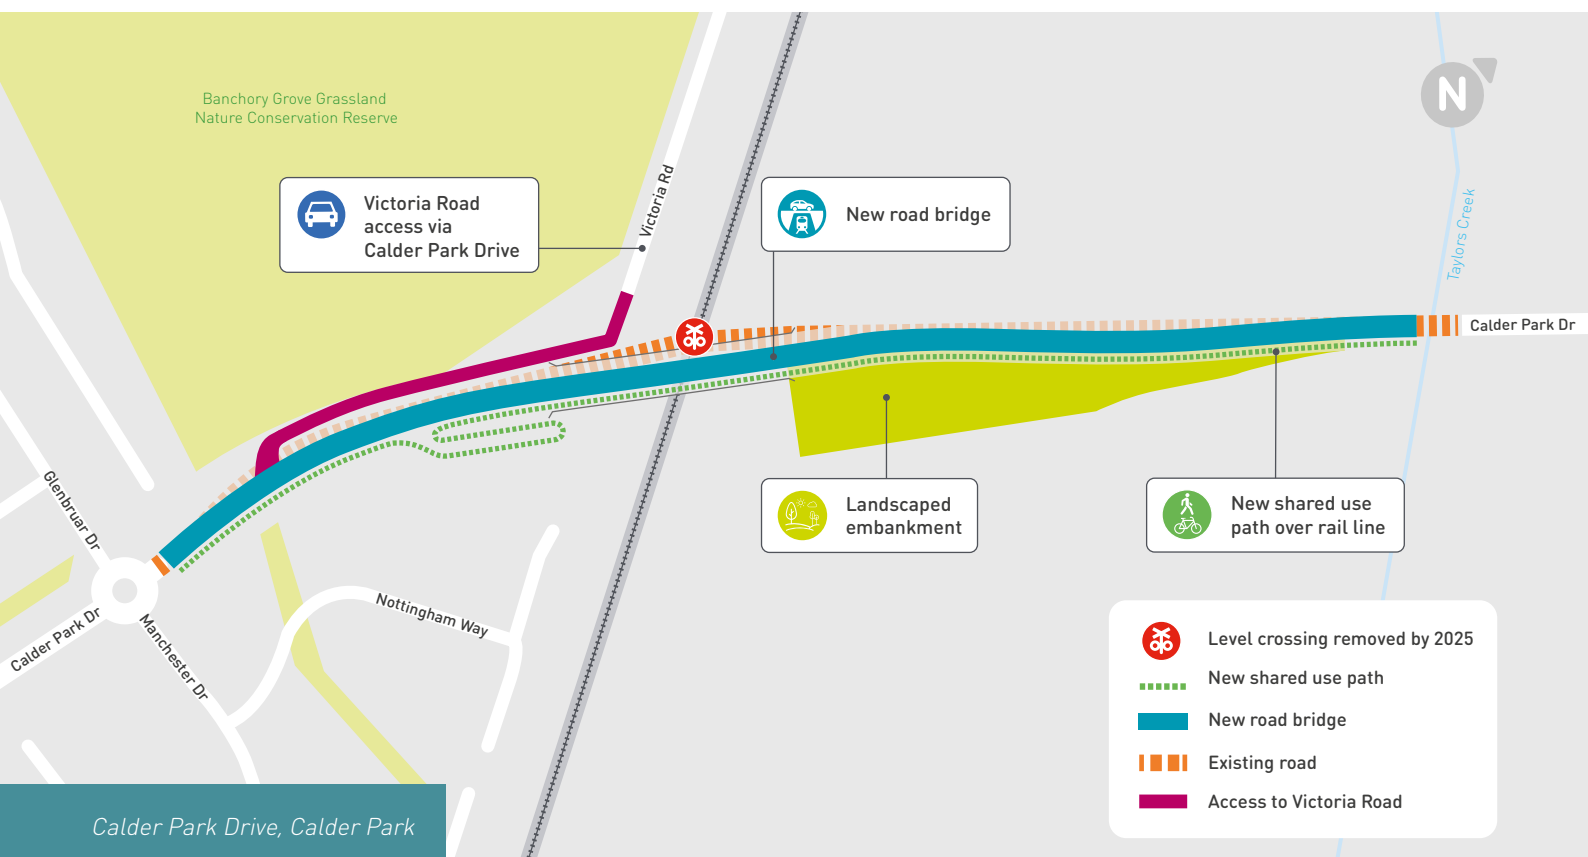 Banchory Grove Grassland
Nature Conservation Reserve
N
Victoria Road
access via
Calder Park Drive
Victoria Rd
New road bridge
Taylors Creek
Calder Park Dr
Landscaped
embankment
New shared use
path over rail line
Glenbruar Dr
Calder Park Dr
Manchester Dr
Nottingham Way
Level crossing removed by 2025
New shared use path
New road bridge
Existing road
Access to Victoria Road
Calder Park Drive, Calder Park